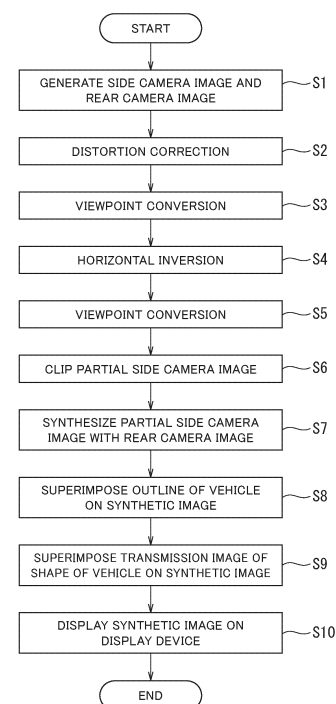 START
GENERATE SIDE CAMERA IMAGE AND
REAR CAMERA IMAGE
S1
DISTORTION CORRECTION
S2
VIEWPOINT CONVERSION
S3
HORIZONTAL INVERSION
S4
VIEWPOINT CONVERSION
S5
CLIP PARTIAL SIDE CAMERA IMAGE
S6
SYNTHESIZE PARTIAL SIDE CAMERA
IMAGE WITH REAR CAMERA IMAGE
S7
SUPERIMPOSE OUTLINE OF VEHICLE
ON SYNTHETIC IMAGE
S8
SUPERIMPOSE TRANSMISSION IMAGE OF
SHAPE OF VEHICLE ON SYNTHETIC IMAGE
S9
DISPLAY SYNTHETIC IMAGE ON
DISPLAY DEVICE
S10
END